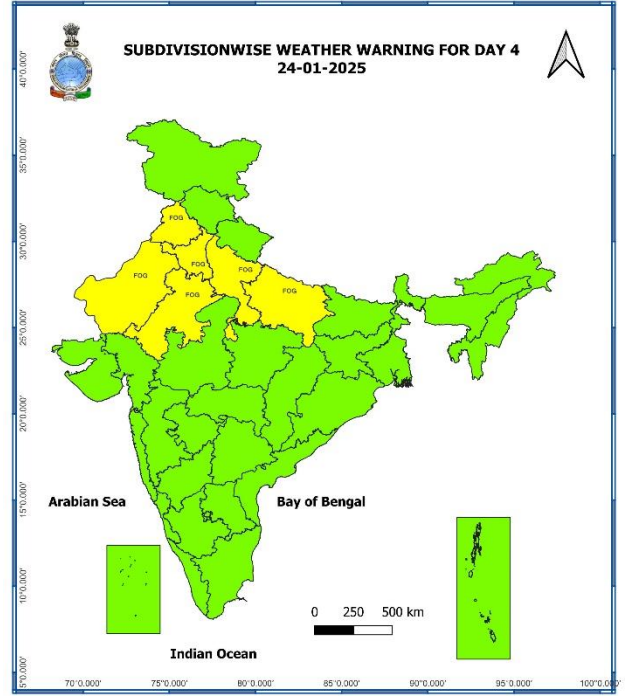 SUBDIVISIONWISE WEATHER WARNING FOR DAY 4
24-01-2025
40°0.000'
35°0.000'
30°0.000'
25°0.000'
20°0.000'
15°0.000'
10°0.000'
5°0.000'
FOG
FOG
FOG
FOG
FOG
FOG
Arabian Sea
Bay of Bengal
0 250 500 km
Indian Ocean
70°0.000' 75°0.000' 80°0.000' 85°0.000' 90°0.000' 95°0.000' 100°0.000'